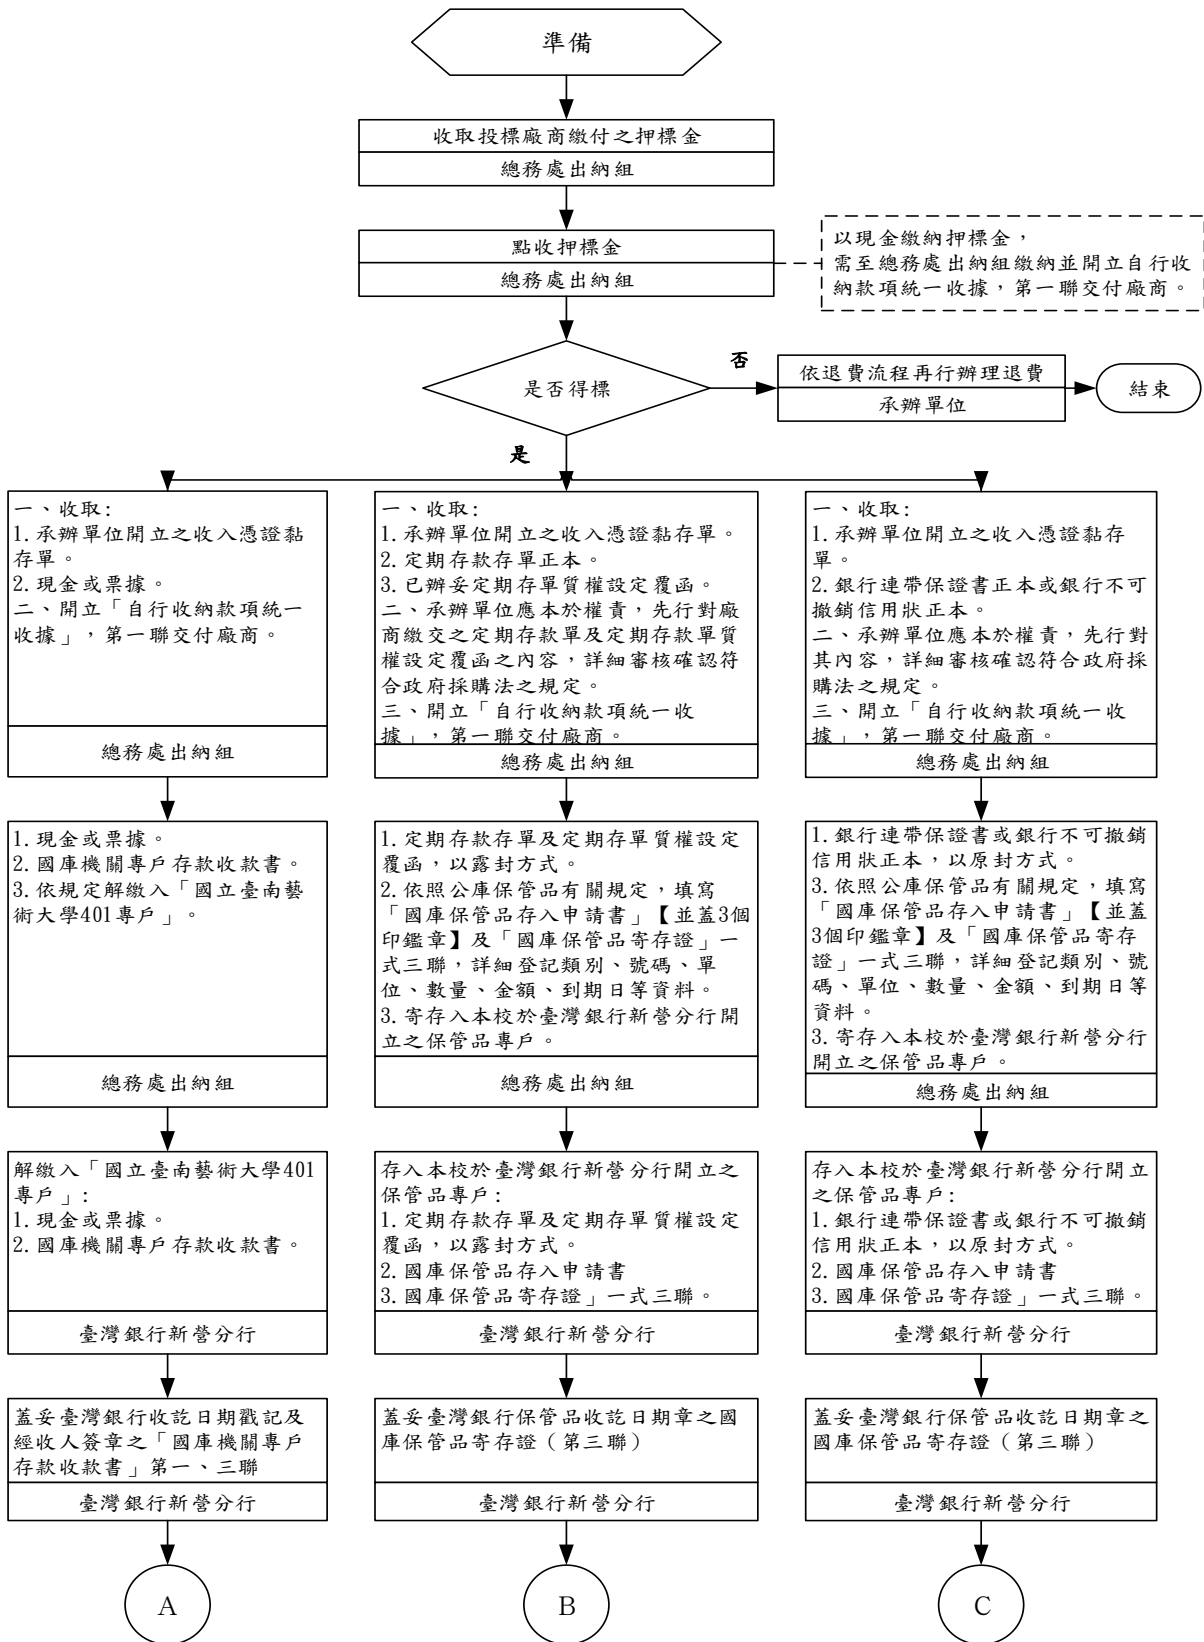 準備
收取投標廠商繳付之押標金
總務處出納組
點收押標金
總務處出納組
以現金繳納押標金，
需至總務處出納組繳納並開立自行收
納款項統一收據，第一聯交付廠商。
是否得標
否
依退費流程再行辦理退費
承辦單位
結束
是
一、收取:
1.承辦單位開立之收入憑證黏
存單。
2.現金或票據。
二、開立「自行收納款項統一
收據」，第一聯交付廠商。
總務處出納組
一、收取:
1.承辦單位開立之收入憑證黏存單。
2.定期存款存單正本。
3.已辦妥定期存單質權設定覆函。
二、承辦單位應本於權責，先行對廠
商繳交之定期存款單及定期存款單質
權設定覆函之內容，詳細審核確認符
合政府採購法之規定。
三、開立「自行收納款項統一收
據」，第一聯交付廠商。
總務處出納組
一、收取:
1.承辦單位開立之收入憑證黏存
單。
2.銀行連帶保證書正本或銀行不可
撤銷信用狀正本。
二、承辦單位應本於權責，先行對
其內容，詳細審核確認符合政府採
購法之規定。
三、開立「自行收納款項統一收
據」，第一聯交付廠商。
總務處出納組
1.現金或票據。
2.國庫機關專戶存款收款書。
3.依規定解繳入「國立臺南藝
術大學401專戶」。
總務處出納組
1.定期存款存單及定期存單質權設定
覆函，以露封方式。
2.依照公庫保管品有關規定，填寫
「國庫保管品存入申請書」【並蓋3個
印鑑章】及「國庫保管品寄存證」一
式三聯，詳細登記類別、號碼、單
位、數量、金額、到期日等資料。
3.寄存入本校於臺灣銀行新營分行開
立之保管品專戶。
總務處出納組
1.銀行連帶保證書或銀行不可撤銷
信用狀正本，以原封方式。
3.依照公庫保管品有關規定，填寫
「國庫保管品存入申請書」【並蓋
3個印鑑章】及「國庫保管品寄存
證」一式三聯，詳細登記類別、號
碼、單位、數量、金額、到期日等
資料。
3.寄存入本校於臺灣銀行新營分行
開立之保管品專戶。
總務處出納組
解繳入「國立臺南藝術大學401
專戶」:
1.現金或票據。
2.國庫機關專戶存款收款書。
臺灣銀行新營分行
存入本校於臺灣銀行新營分行開立之
保管品專戶:
1.定期存款存單及定期存單質權設定
覆函，以露封方式。
2.國庫保管品存入申請書
3.國庫保管品寄存證」一式三聯。
臺灣銀行新營分行
存入本校於臺灣銀行新營分行開立
之保管品專戶:
1.銀行連帶保證書或銀行不可撤銷
信用狀正本，以原封方式。
2.國庫保管品存入申請書
3.國庫保管品寄存證」一式三聯。
臺灣銀行新營分行
蓋妥臺灣銀行收訖日期戳記及
經收人簽章之「國庫機關專戶
存款收款書」第一、三聯
臺灣銀行新營分行
蓋妥臺灣銀行保管品收訖日期章之國
庫保管品寄存證（第三聯）
臺灣銀行新營分行
蓋妥臺灣銀行保管品收訖日期章之
國庫保管品寄存證（第三聯）
臺灣銀行新營分行
A
B
C